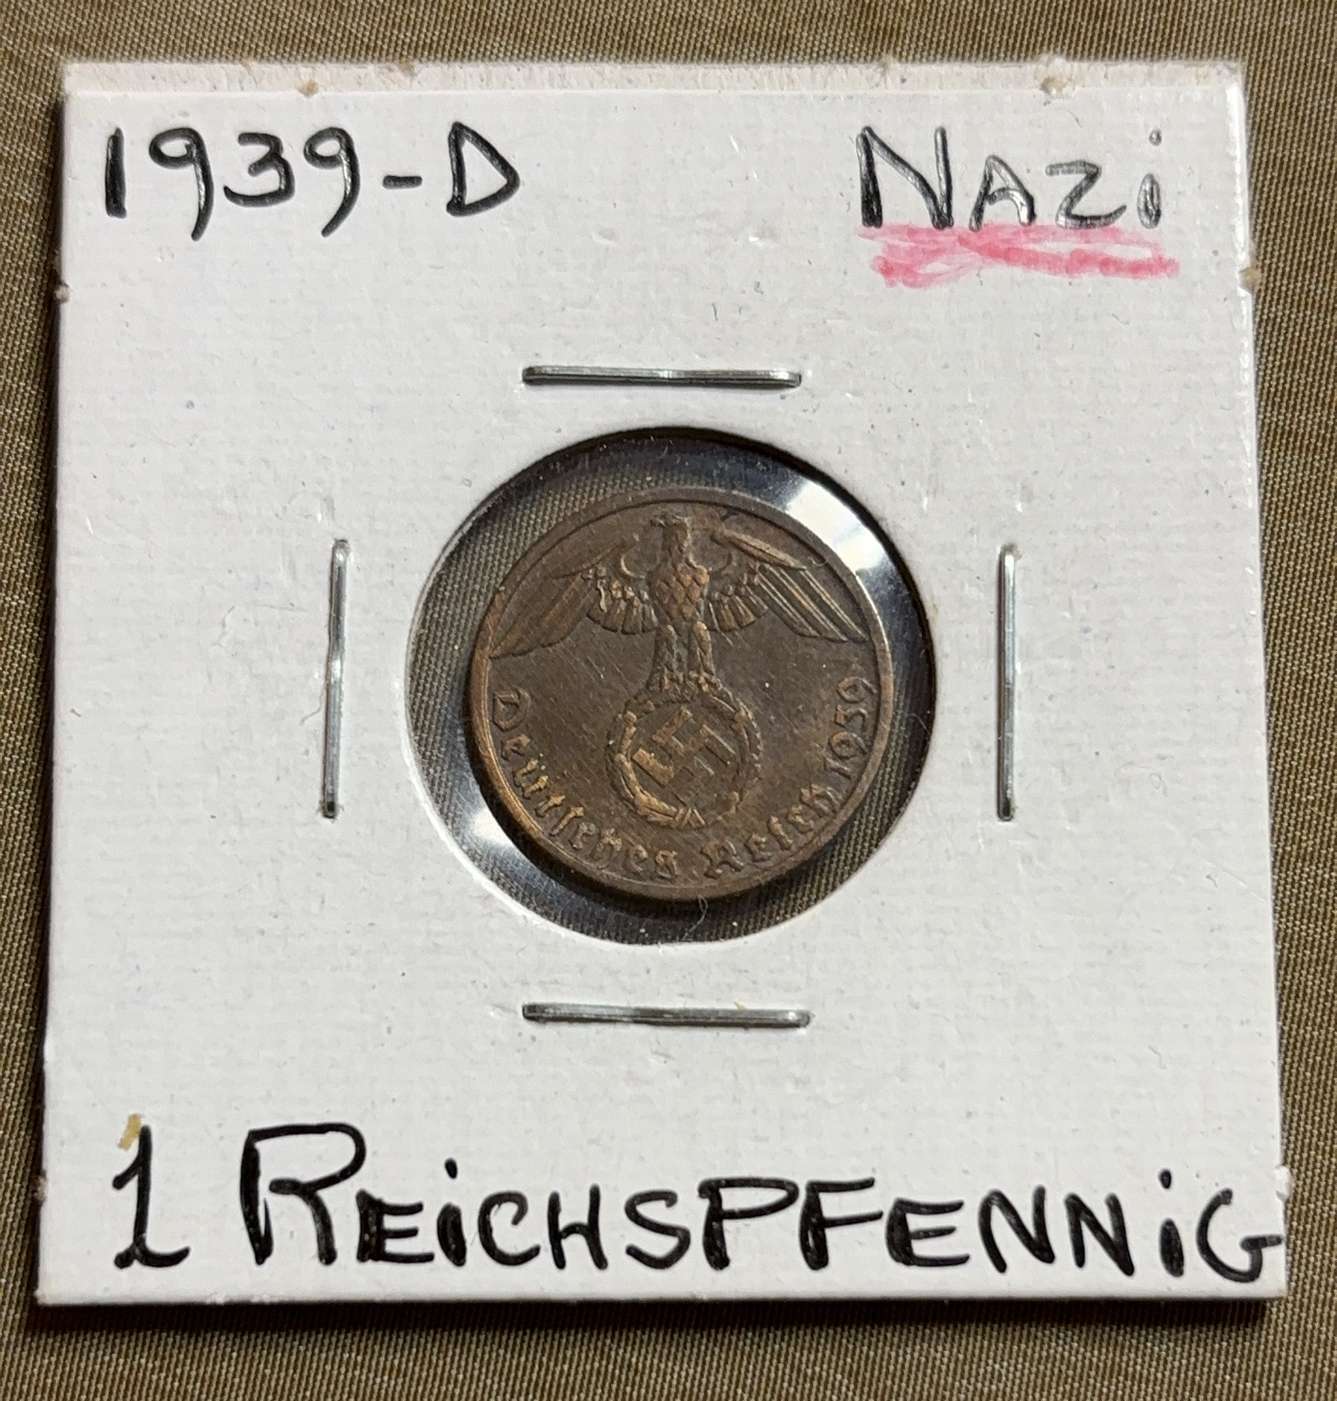 1939-D NAZi
Deutsches Reich 1939
1 REiCHSPFENNiG